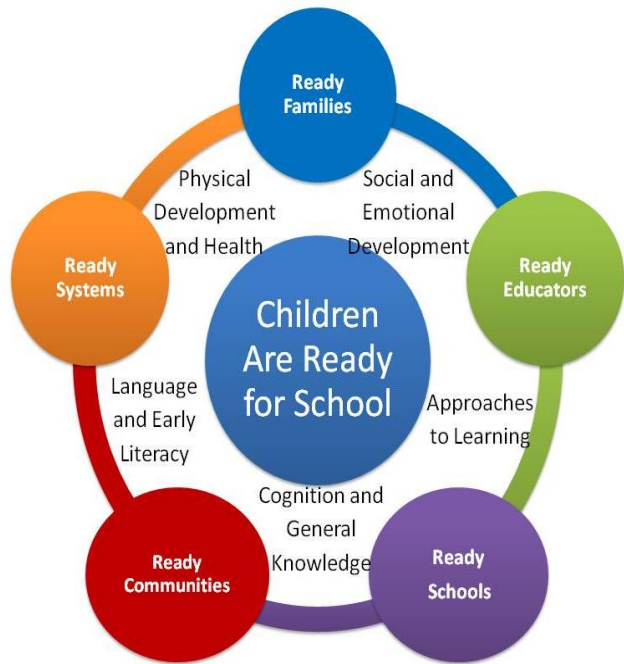 Ready
Families
Physical
Development
and Health
Social and
Emotional
Development
Ready
Systems
Ready
Educators
Children
Are Ready
for School
Language
and Early
Literacy
Approaches
to Learning
Cognition and
General
Knowledge
Ready
Communities
Ready
Schools